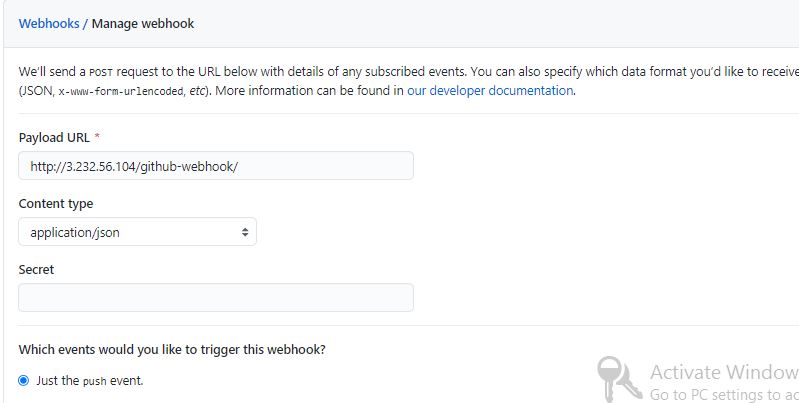 Webhooks / Manage webhook
We'll send a POST request to the URL below with details of any subscribed events. You can also specify which data format you'd like to receive
(JSON, x-www-form-urlencoded, etc). More information can be found in our developer documentation.
Payload URL *
http://3.232.56.104/github-webhook/
Content type
application/json
Secret
Which events would you like to trigger this webhook?
Just the push event.
Activate Window
Go to PC settings to ac